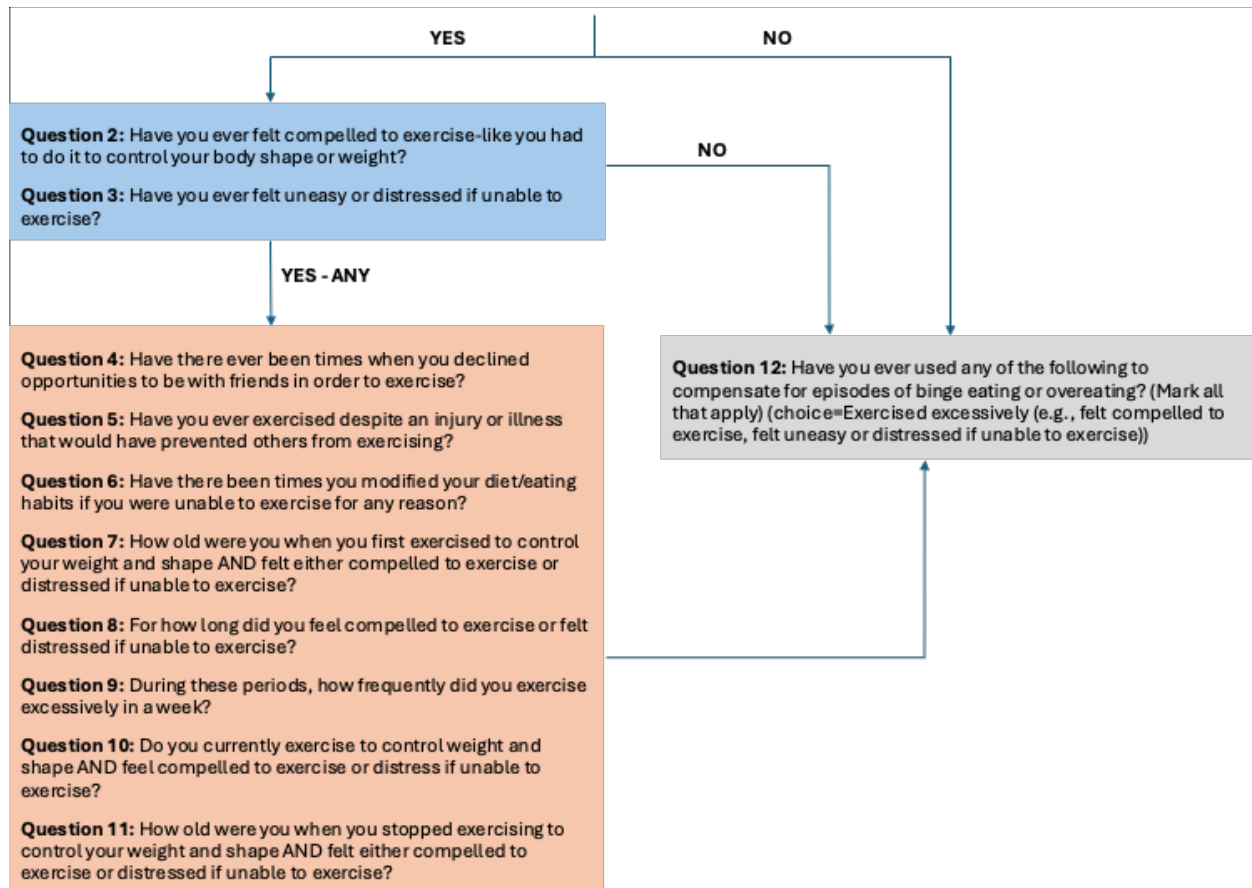 YES
NO
Question 2: Have you ever felt compelled to exercise-like you had
to do it to control your body shape or weight?
Question 3: Have you ever felt uneasy or distressed if unable to
exercise?
NO
YES - ANY
Question 4: Have there ever been times when you declined
opportunities to be with friends in order to exercise?
Question 5: Have you ever exercised despite an injury or illness
that would have prevented others from exercising?
Question 6: Have there been times you modified your diet/eating
habits if you were unable to exercise for any reason?
Question 7: How old were you when you first exercised to control
your weight and shape AND felt either compelled to exercise or
distressed if unable to exercise?
Question 8: For how long did you feel compelled to exercise or felt
distressed if unable to exercise?
Question 9: During these periods, how frequently did you exercise
excessively in a week?
Question 10: Do you currently exercise to control weight and
shape AND feel compelled to exercise or distress if unable to
exercise?
Question 11: How old were you when you stopped exercising to
control your weight and shape AND felt either compelled to
exercise or distressed if unable to exercise?
Question 12: Have you ever used any of the following to
compensate for episodes of binge eating or overeating? (Mark all
that apply) (choice=Exercised excessively (e.g., felt compelled to
exercise, felt uneasy or distressed if unable to exercise))